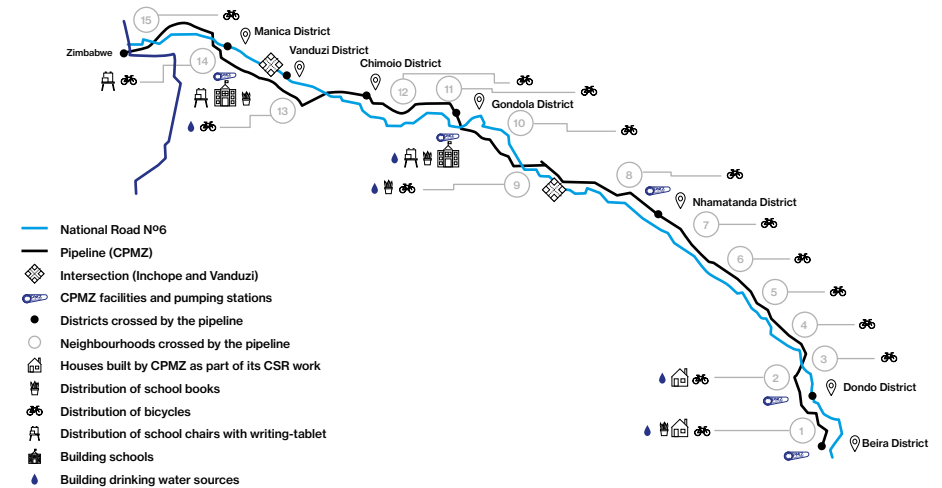 15
Manica District
Zimbabwe
Vanduzi District
14
Chimoio District
12
11
Gondola District
13
10
9
8
Nhamatanda District
7
6
5
4
3
2
Dondo District
1
Beira District
National Road Nº6
Pipeline (CPMZ)
Intersection (Inchope and Vanduzi)
CPMZ facilities and pumping stations
Districts crossed by the pipeline
Neighbourhoods crossed by the pipeline
Houses built by CPMZ as part of its CSR work
Distribution of school books
Distribution of bicycles
Distribution of school chairs with writing-tablet
Building schools
Building drinking water sources